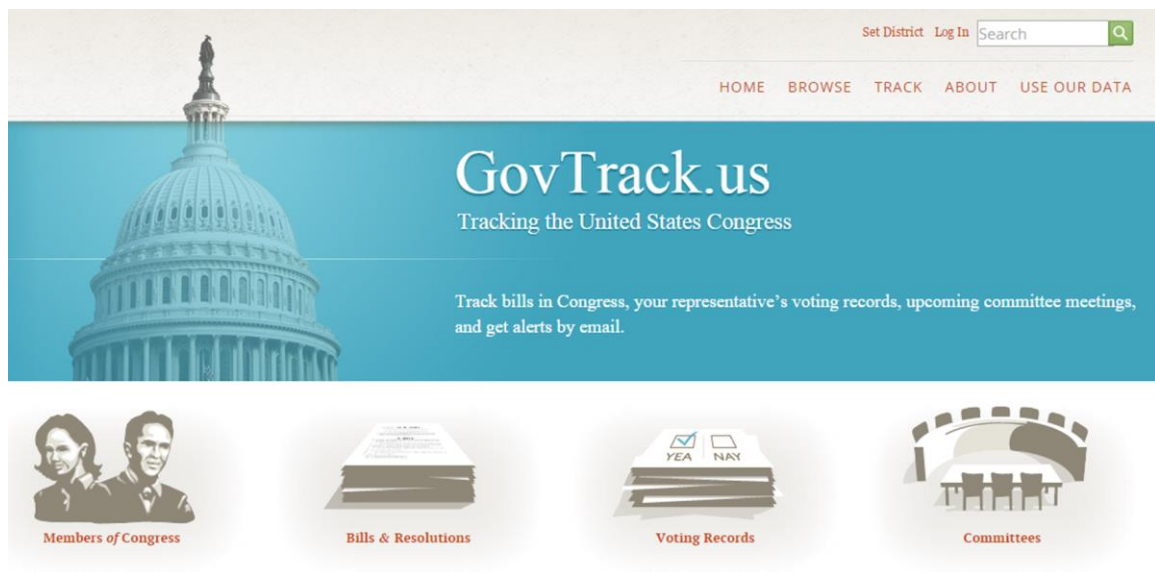 Set District Log In Search
HOME BROWSE TRACK ABOUT USE OUR DATA
GovTrack.us
Tracking the United States Congress
Track bills in Congress, your representative’s voting records, upcoming committee meetings,
and get alerts by email.
YEA NAY
Members of Congress
Bills & Resolutions
Voting Records
Committees